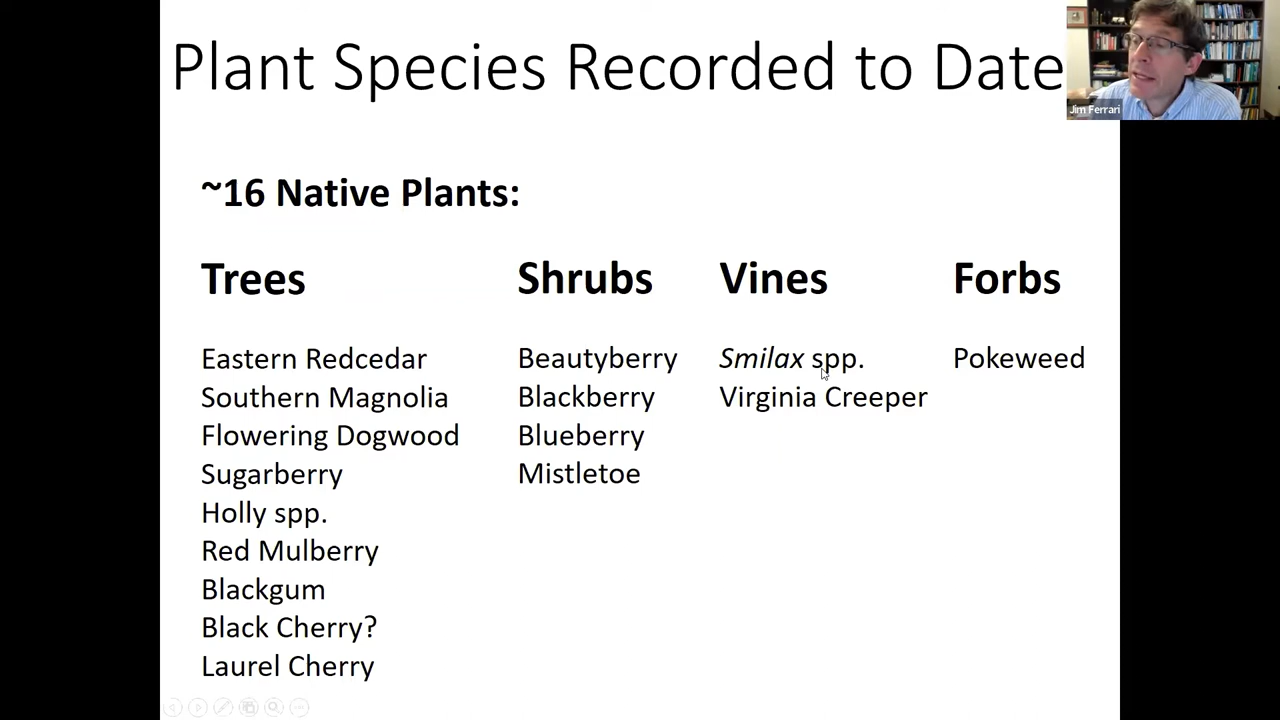 Plant Species Recorded to Date
Jim Ferrari
~16 Native Plants:
Trees
Eastern Redcedar
Southern Magnolia
Flowering Dogwood
Sugarberry
Holly spp.
Red Mulberry
Blackgum
Black Cherry?
Laurel Cherry
Shrubs
Beautyberry
Blackberry
Blueberry
Mistletoe
Vines
Smilax spp.
Virginia Creeper
Forbs
Pokeweed